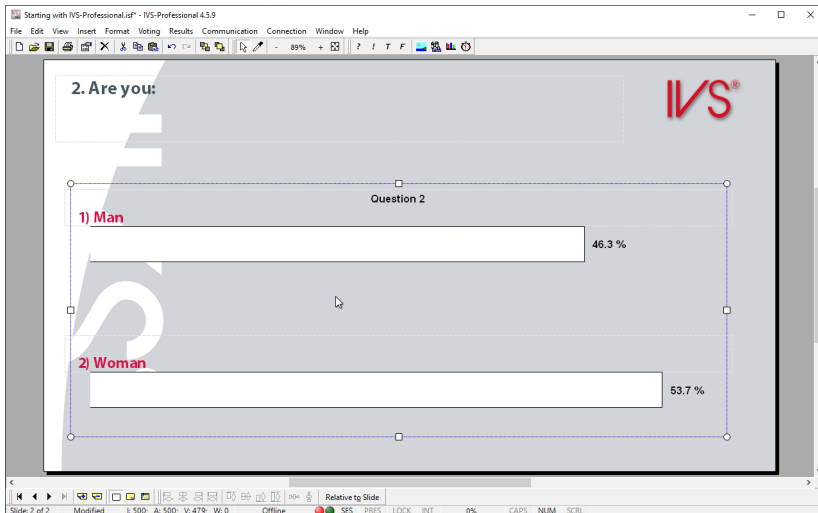 Starting with IVS-Professional.isf* - IVS-Professional 4.5.9
File Edit View Insert Format Voting Results Communication Connection Window Help
- 89% + ? ! T F
2. Are you:
IVS®
Question 2
1) Man
46.3 %
2) Woman
53.7 %
Relative to Slide
Slide: 2 of 2 Modified I: 500; A: 500; V: 479; W: 0 Offline SES PRES LOCK INT 0% CAPS NUM SCRL